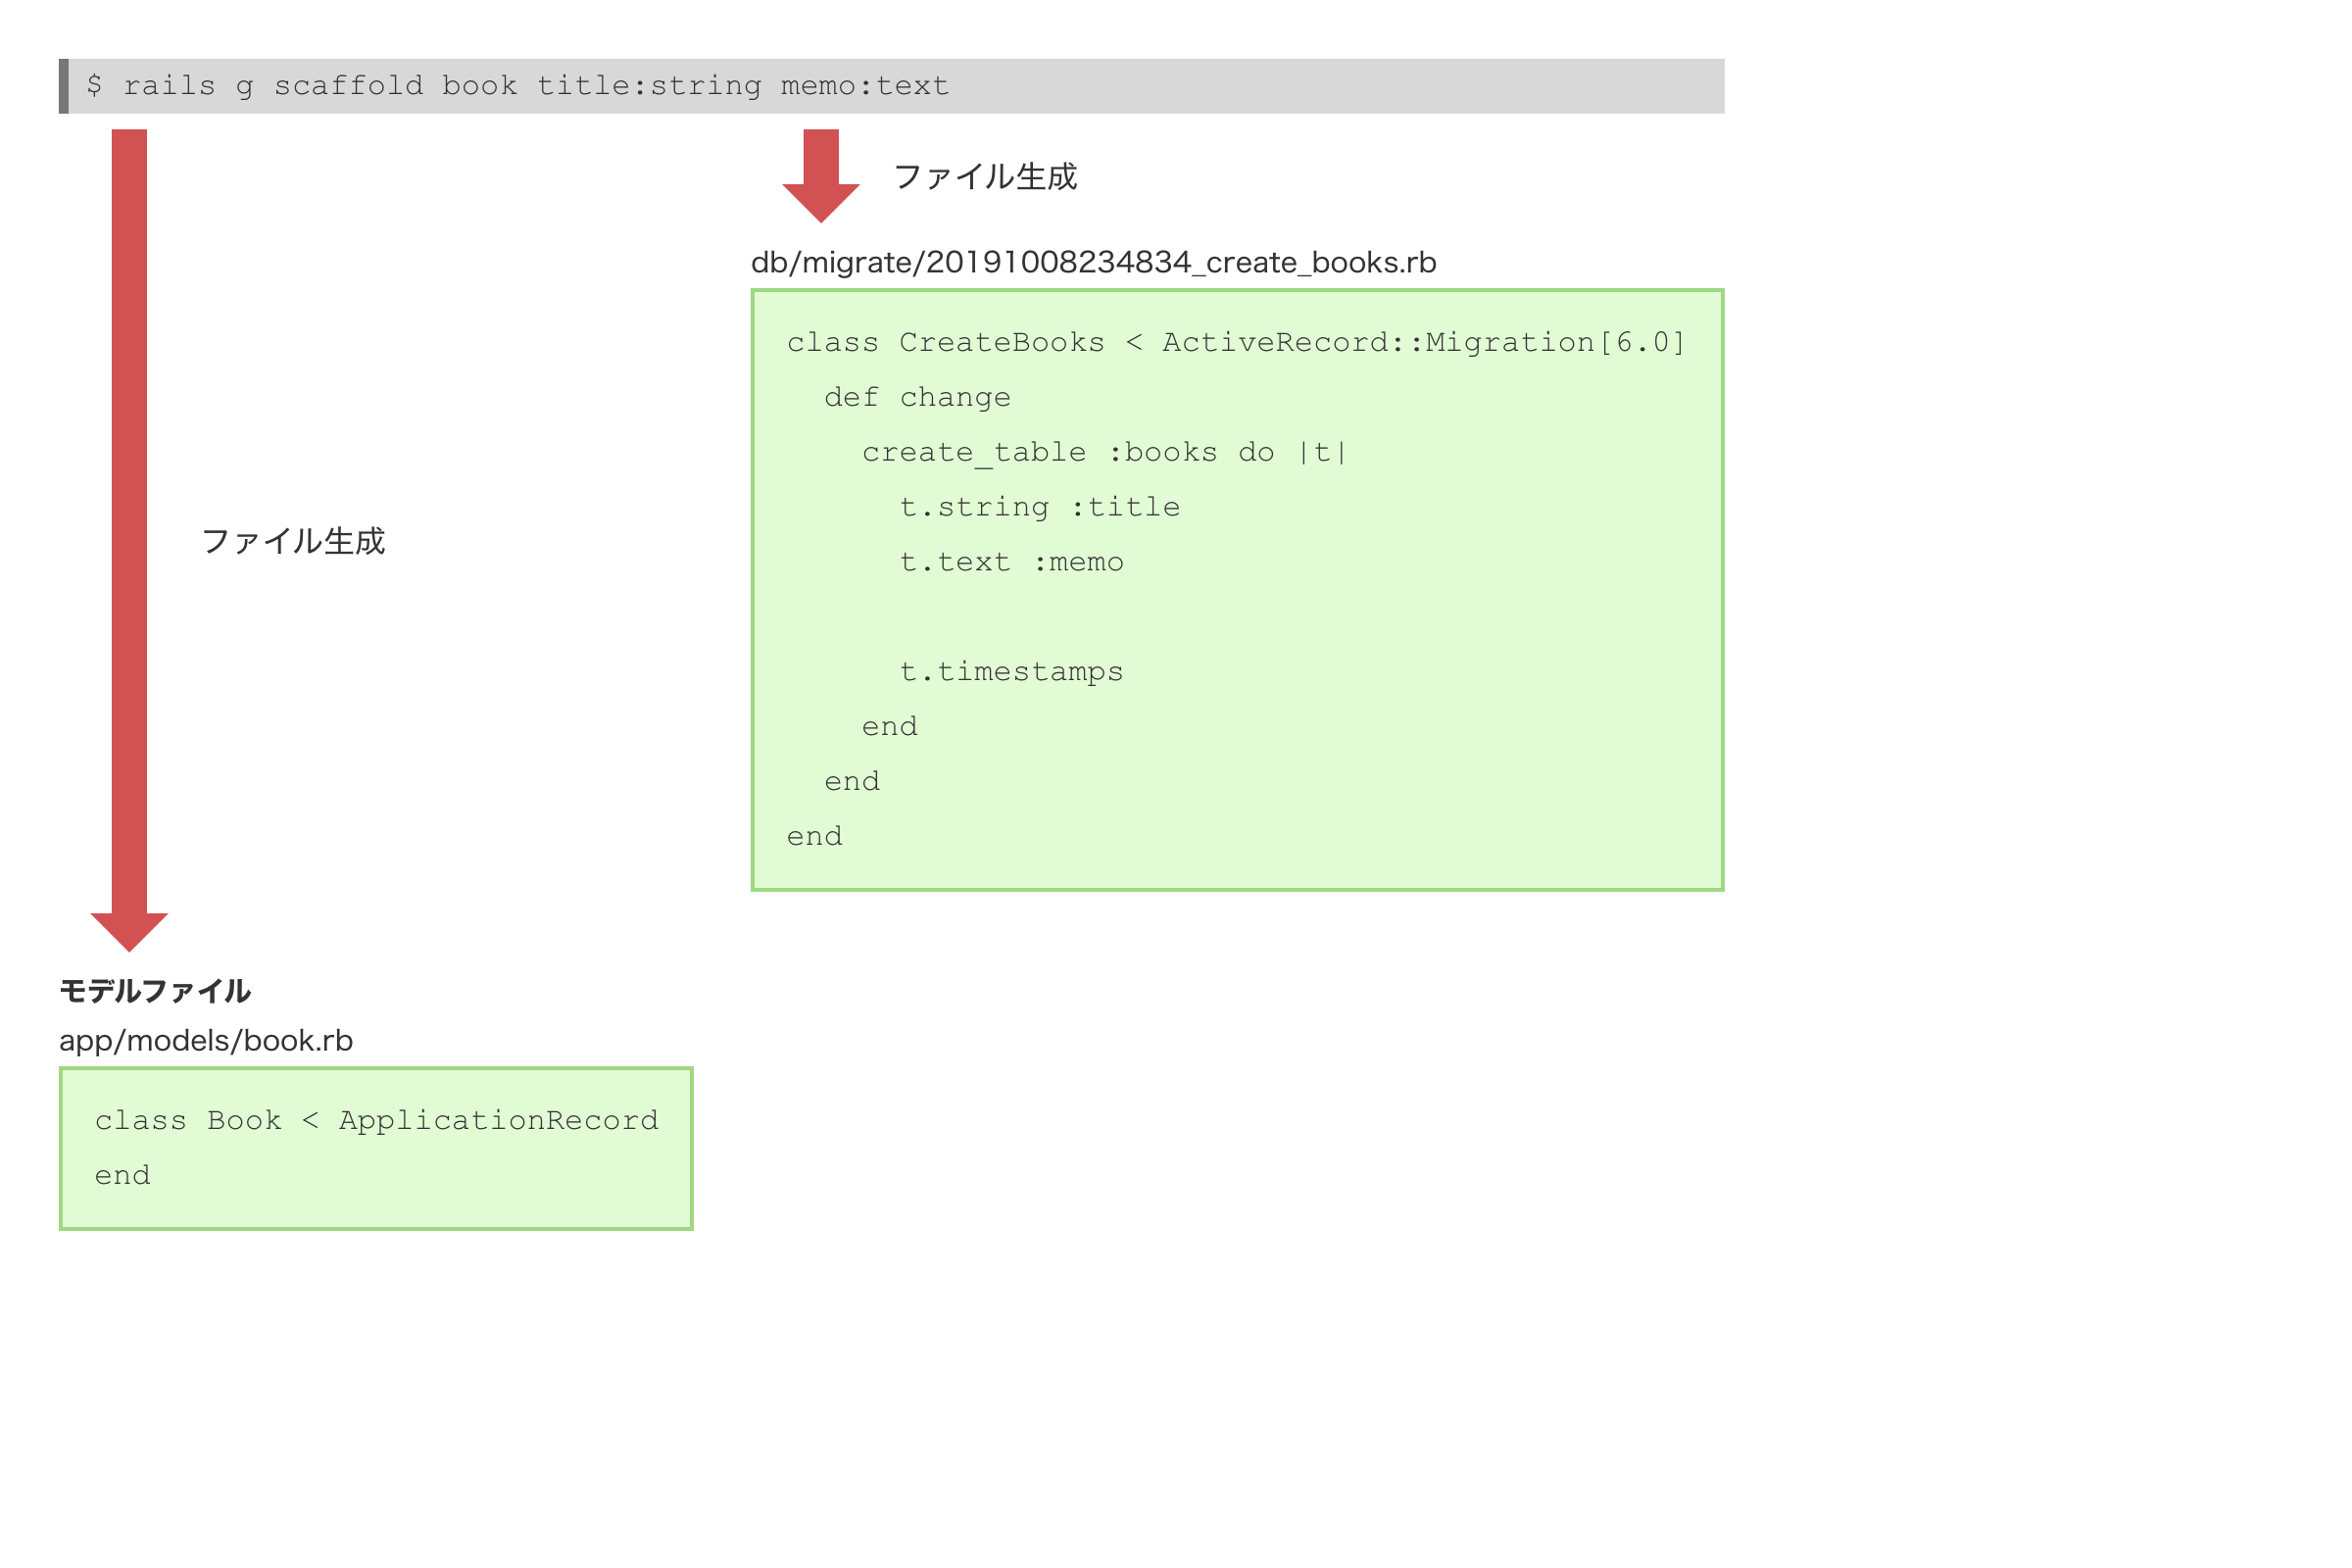 $ rails g scaffold book title:string memo:text
ファイル生成
db/migrate/20191008234834_create_books.rb
class CreateBooks < ActiveRecord::Migration[6.0]
  def change
    create_table :books do |t|
      t.string :title
      t.text :memo

      t.timestamps
    end
  end
end
ファイル生成
モデルファイル
app/models/book.rb
class Book < ApplicationRecord
end